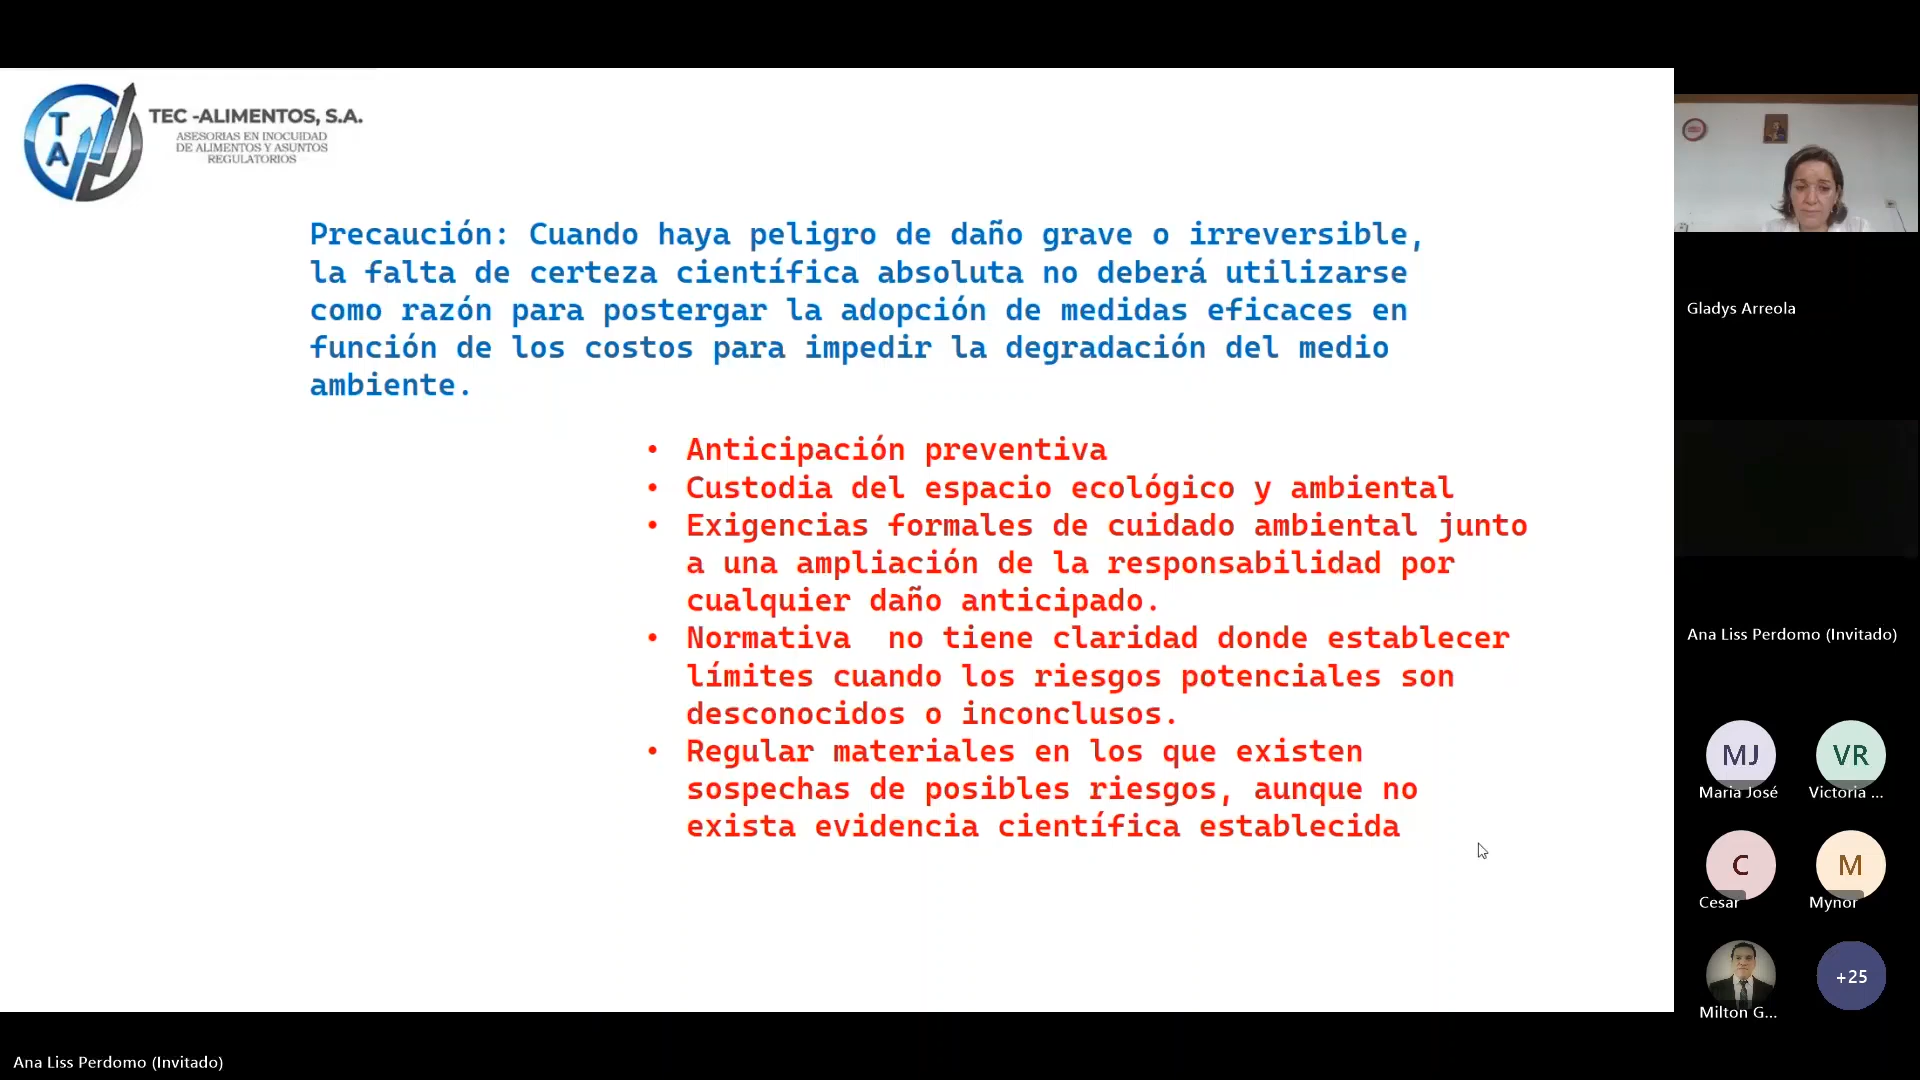 T
A
TEC -ALIMENTOS, S.A.
ASESORIAS EN INOCUIDAD
DE ALIMENTOS Y ASUNTOS
REGULATORIOS
Precaución: Cuando haya peligro de daño grave o irreversible,
la falta de certeza científica absoluta no deberá utilizarse
como razón para postergar la adopción de medidas eficaces en
función de los costos para impedir la degradación del medio
ambiente.
• Anticipación preventiva
• Custodia del espacio ecológico y ambiental
• Exigencias formales de cuidado ambiental junto
a una ampliación de la responsabilidad por
cualquier daño anticipado.
• Normativa  no tiene claridad donde establecer
límites cuando los riesgos potenciales son
desconocidos o inconclusos.
• Regular materiales en los que existen
sospechas de posibles riesgos, aunque no
exista evidencia científica establecida
Gladys Arreola
Ana Liss Perdomo (Invitado)
MJ
VR
Maria José
Victoria ...
C
M
Cesar
Mynor
+25
Milton G...
Ana Liss Perdomo (Invitado)